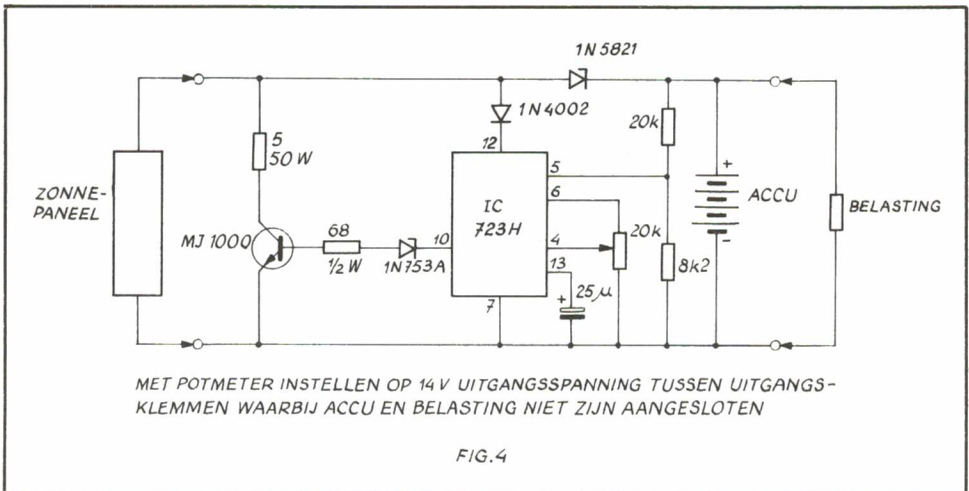 1N5821
1N4002
20k
12
5
50 W
5
6
ZONNE-
PANEEL
IC
723H
+
ACCU
-
BELASTING
MJ 1000
68
½ W
1N753A
10
4
20k
8k2
13
25µ
+
7
MET POTMETER INSTELLEN OP 14 V UITGANGSSPANNING TUSSEN UITGANGS-
KLEMMEN WAARBIJ ACCU EN BELASTING NIET ZIJN AANGESLOTEN
FIG.4